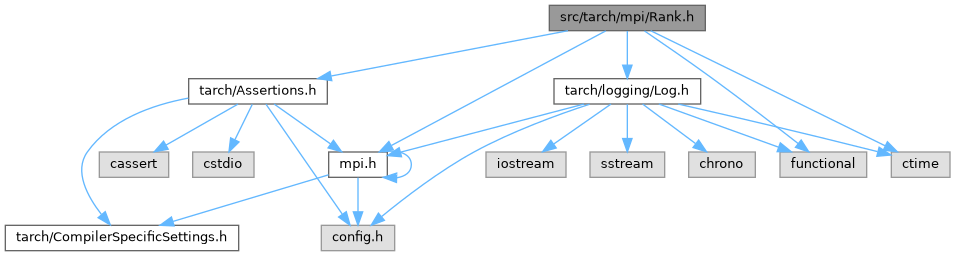 src/tarch/mpi/Rank.h
tarch/Assertions.h
tarch/logging/Log.h
cassert
cstdio
mpi.h
iostream
sstream
chrono
functional
ctime
tarch/CompilerSpecificSettings.h
config.h